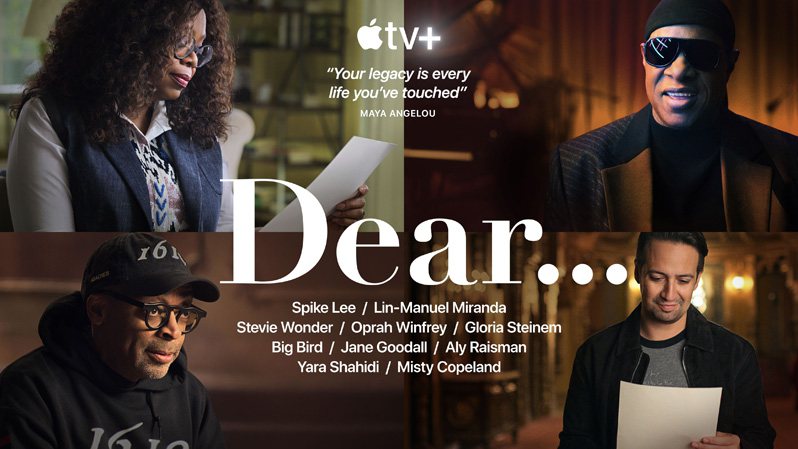 tv+
“Your legacy is every
life you’ve touched”
MAYA ANGELOU
Dear...
Spike Lee / Lin-Manuel Miranda
Stevie Wonder / Oprah Winfrey / Gloria Steinem
Big Bird / Jane Goodall / Aly Raisman
Yara Shahidi / Misty Copeland
1619
1619